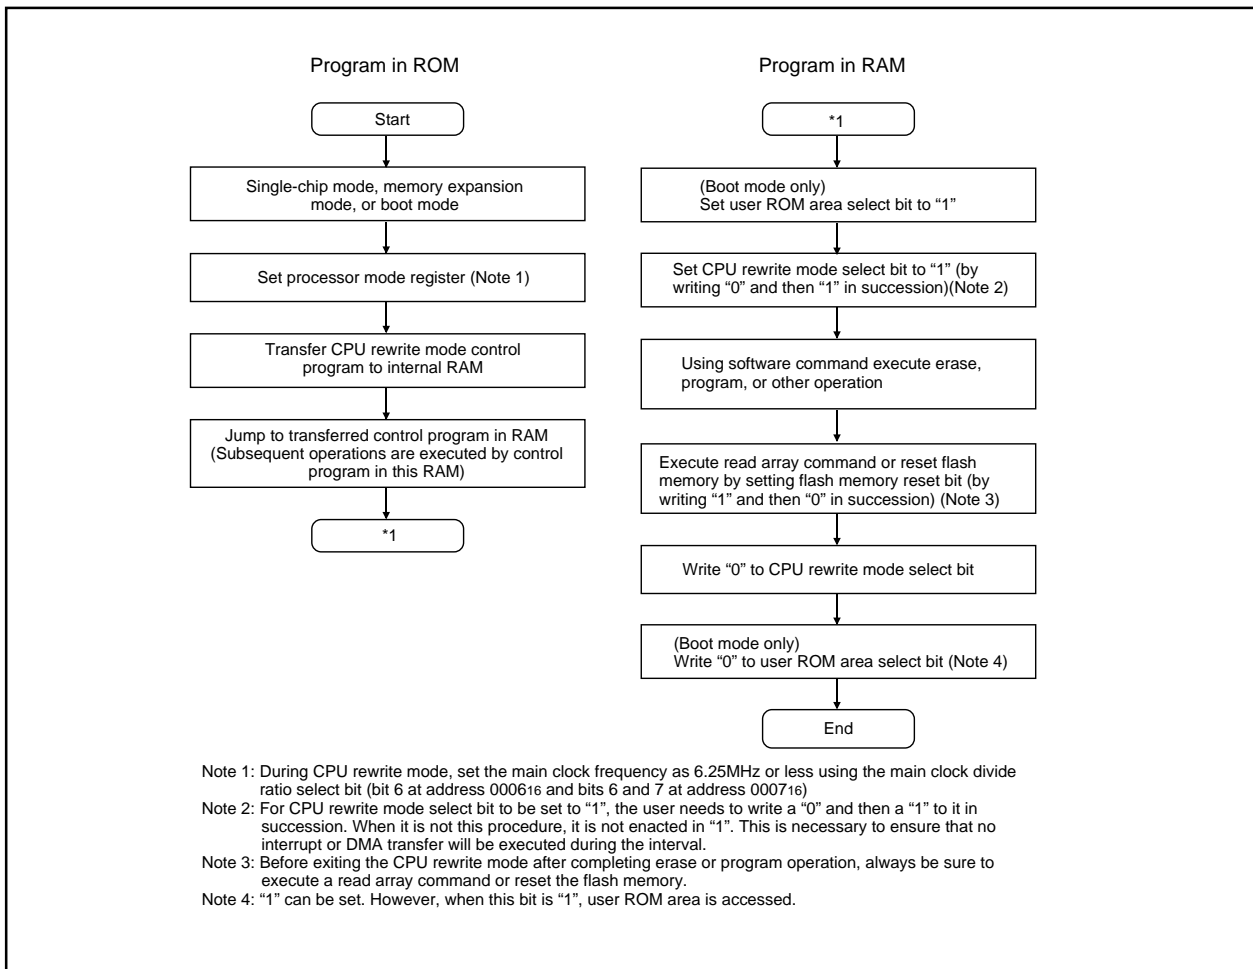 Program in ROM
Start
Single-chip mode, memory expansion
mode, or boot mode
Set processor mode register (Note 1)
Transfer CPU rewrite mode control
program to internal RAM
Jump to transferred control program in RAM
(Subsequent operations are executed by control
program in this RAM)
*1
Program in RAM
*1
(Boot mode only)
Set user ROM area select bit to “1”
Set CPU rewrite mode select bit to “1” (by
writing “0” and then “1” in succession)(Note 2)
Using software command execute erase,
program, or other operation
Execute read array command or reset flash
memory by setting flash memory reset bit (by
writing “1” and then “0” in succession) (Note 3)
Write “0” to CPU rewrite mode select bit
(Boot mode only)
Write “0” to user ROM area select bit (Note 4)
End
Note 1: During CPU rewrite mode, set the main clock frequency as 6.25MHz or less using the main clock divide
ratio select bit (bit 6 at address 000616 and bits 6 and 7 at address 000716)
Note 2: For CPU rewrite mode select bit to be set to “1”, the user needs to write a “0” and then a “1” to it in
succession. When it is not this procedure, it is not enacted in “1”. This is necessary to ensure that no
interrupt or DMA transfer will be executed during the interval.
Note 3: Before exiting the CPU rewrite mode after completing erase or program operation, always be sure to
execute a read array command or reset the flash memory.
Note 4: “1” can be set. However, when this bit is “1”, user ROM area is accessed.